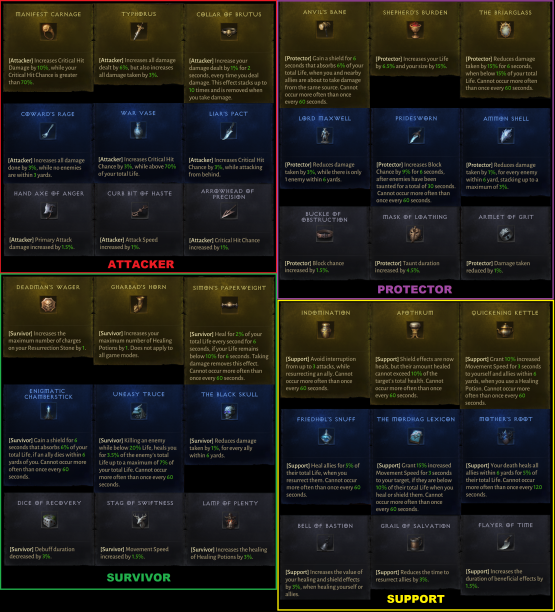 MANIFEST CARNAGE
[Attacker] Increases Critical Hit
Damage by 10%, while your
Critical Hit Chance is greater
than 70%.
TYPHORUS
[Attacker] Increases all damage
dealt by 6%, but also increases
all damage taken by 3%.
COLLAR OF BRUTUS
[Attacker] Increase your
damage dealt by 1% for 2
seconds, every time you deal
damage. This effect stacks up to
10 times and is removed when
you take damage.
COWARD'S RAGE
[Attacker] Increases all damage
done by 3%, while no enemies
are within 3 yards.
WAR VASE
[Attacker] Increases Critical Hit
Chance by 3%, while above 70%
of your total Life.
LIAR'S PACT
[Attacker] Increases Critical Hit
Chance by 3%, while attacking
from behind.
HAND AXE OF ANGER
[Attacker] Primary Attack
damage increased by 1.5%.
CURB BIT OF HASTE
[Attacker] Attack Speed
increased by 1%.
ARROWHEAD OF
PRECISION
[Attacker] Critical Hit Chance
increased by 1%.
ATTACKER
ANVIL'S BANE
[Protector] Gain a shield for 6
seconds that absorbs 6% of
your total Life, when you and
nearby allies are about to take damage
from the same source. Cannot
occur more often than once
every 60 seconds.
SHEPHERD'S BURDEN
[Protector] Increases your Life
by 4.5% and your size by 15%.
THE BRIARGLASS
[Protector] Reduces damage
taken by 15% for 6 seconds,
when below 15% of your total
Life. Cannot occur more often
than once every 60 seconds.
LORD MAXWELL
[Protector] Reduces damage
taken by 3%, while there is only
1 enemy within 6 yards.
PRIDESWORN
[Protector] Increases Block
Chance by 9% for 6 seconds,
after enemies have been
taunted for a total of 30 seconds.
Cannot occur more often than
once every 60 seconds.
AMMON SHELL
[Protector] Reduces damage
taken by 1%, for every enemy
within 6 yards, stacking up to a
maximum of 3%.
BUCKLE OF
OBSTRUCTION
[Protector] Block chance
increased by 1.5%.
MASK OF LOATHING
[Protector] Taunt duration
increased by 4.5%.
ARMLET OF GRIT
[Protector] Damage taken
reduced by 1%.
PROTECTOR
DEADMAN'S WAGER
[Survivor] Increases the
maximum number of charges
on your Resurrection Stone by 1.
GHARBAD'S HORN
[Survivor] Increases your
maximum number of Healing
Potions by 1. Does not apply to
all game modes.
SIMON'S PAPERWEIGHT
[Survivor] Heal for 2% of your
total Life every second for 6
seconds, if your Life remains
below 10% for 6 seconds. Taking
damage removes this effect.
Cannot occur more often than
once every 60 seconds.
ENIGMATIC
CHAMBERSTICK
[Survivor] Gain a shield for 6
seconds that absorbs 6% of your
total Life, if an ally dies within 6
yards of you. Cannot occur more
often than once every 60
seconds.
UNEASY TRUCE
[Survivor] Killing an enemy
while below 20% Life, heals you for
3.5% of the enemy's total
Life up to a maximum of 7% of
your total Life. Cannot occur
more often than once every 60
seconds.
THE BLACK SKULL
[Survivor] Reduces damage
taken by 1%, for every ally
within 6 yards.
DICE OF RECOVERY
[Survivor] Debuff duration
decreased by 3%.
STAG OF SWIFTNESS
[Survivor] Movement Speed
increased by 1.5%.
LAMP OF PLENTY
[Survivor] Increases the healing
of Healing Potions by 3%.
SURVIVOR
INDOMINATION
[Support] Avoid interruption
from up to 3 attacks, while
resurrecting an ally. Cannot
occur more often than once
every 60 seconds.
APOTHRUM
[Support] Shield effects are now
heals, but their amount healed
cannot exceed 10% of the
target's total health. Cannot
occur more often than once
every 60 seconds.
QUICKENING KETTLE
[Support] Grant 10% increased
Movement Speed for 3 seconds
to yourself and allies within 6
yards, when you use a Healing Potion.
Cannot occur more often than
once every 60 seconds.
FRIEDHOL'S SNUFF
[Support] Heal allies for 5% of
their total Life, when you
resurrect them. Cannot occur
more often than once every 60
seconds.
THE MORDRAG LEXICON
[Support] Grant 15% increased
Movement Speed for 3 seconds
to your target, if they are below
30% of their total Life when you
heal or shield them. Cannot
occur more often than once
every 60 seconds.
MOTHER'S ROOT
[Support] Your death heals all
allies within 6 yards for 5% of
their total Life. Cannot occur
more often than once every 120
seconds.
BELL OF BASTION
[Support] Increases the value of
your healing and shield effects
by 3%, when healing yourself or
allies.
GRAIL OF SALVATION
[Support] Reduces the time to
resurrect allies by 3%.
FLAYER OF TIME
[Support] Increases the
duration of beneficial effects by
1.5%.
SUPPORT